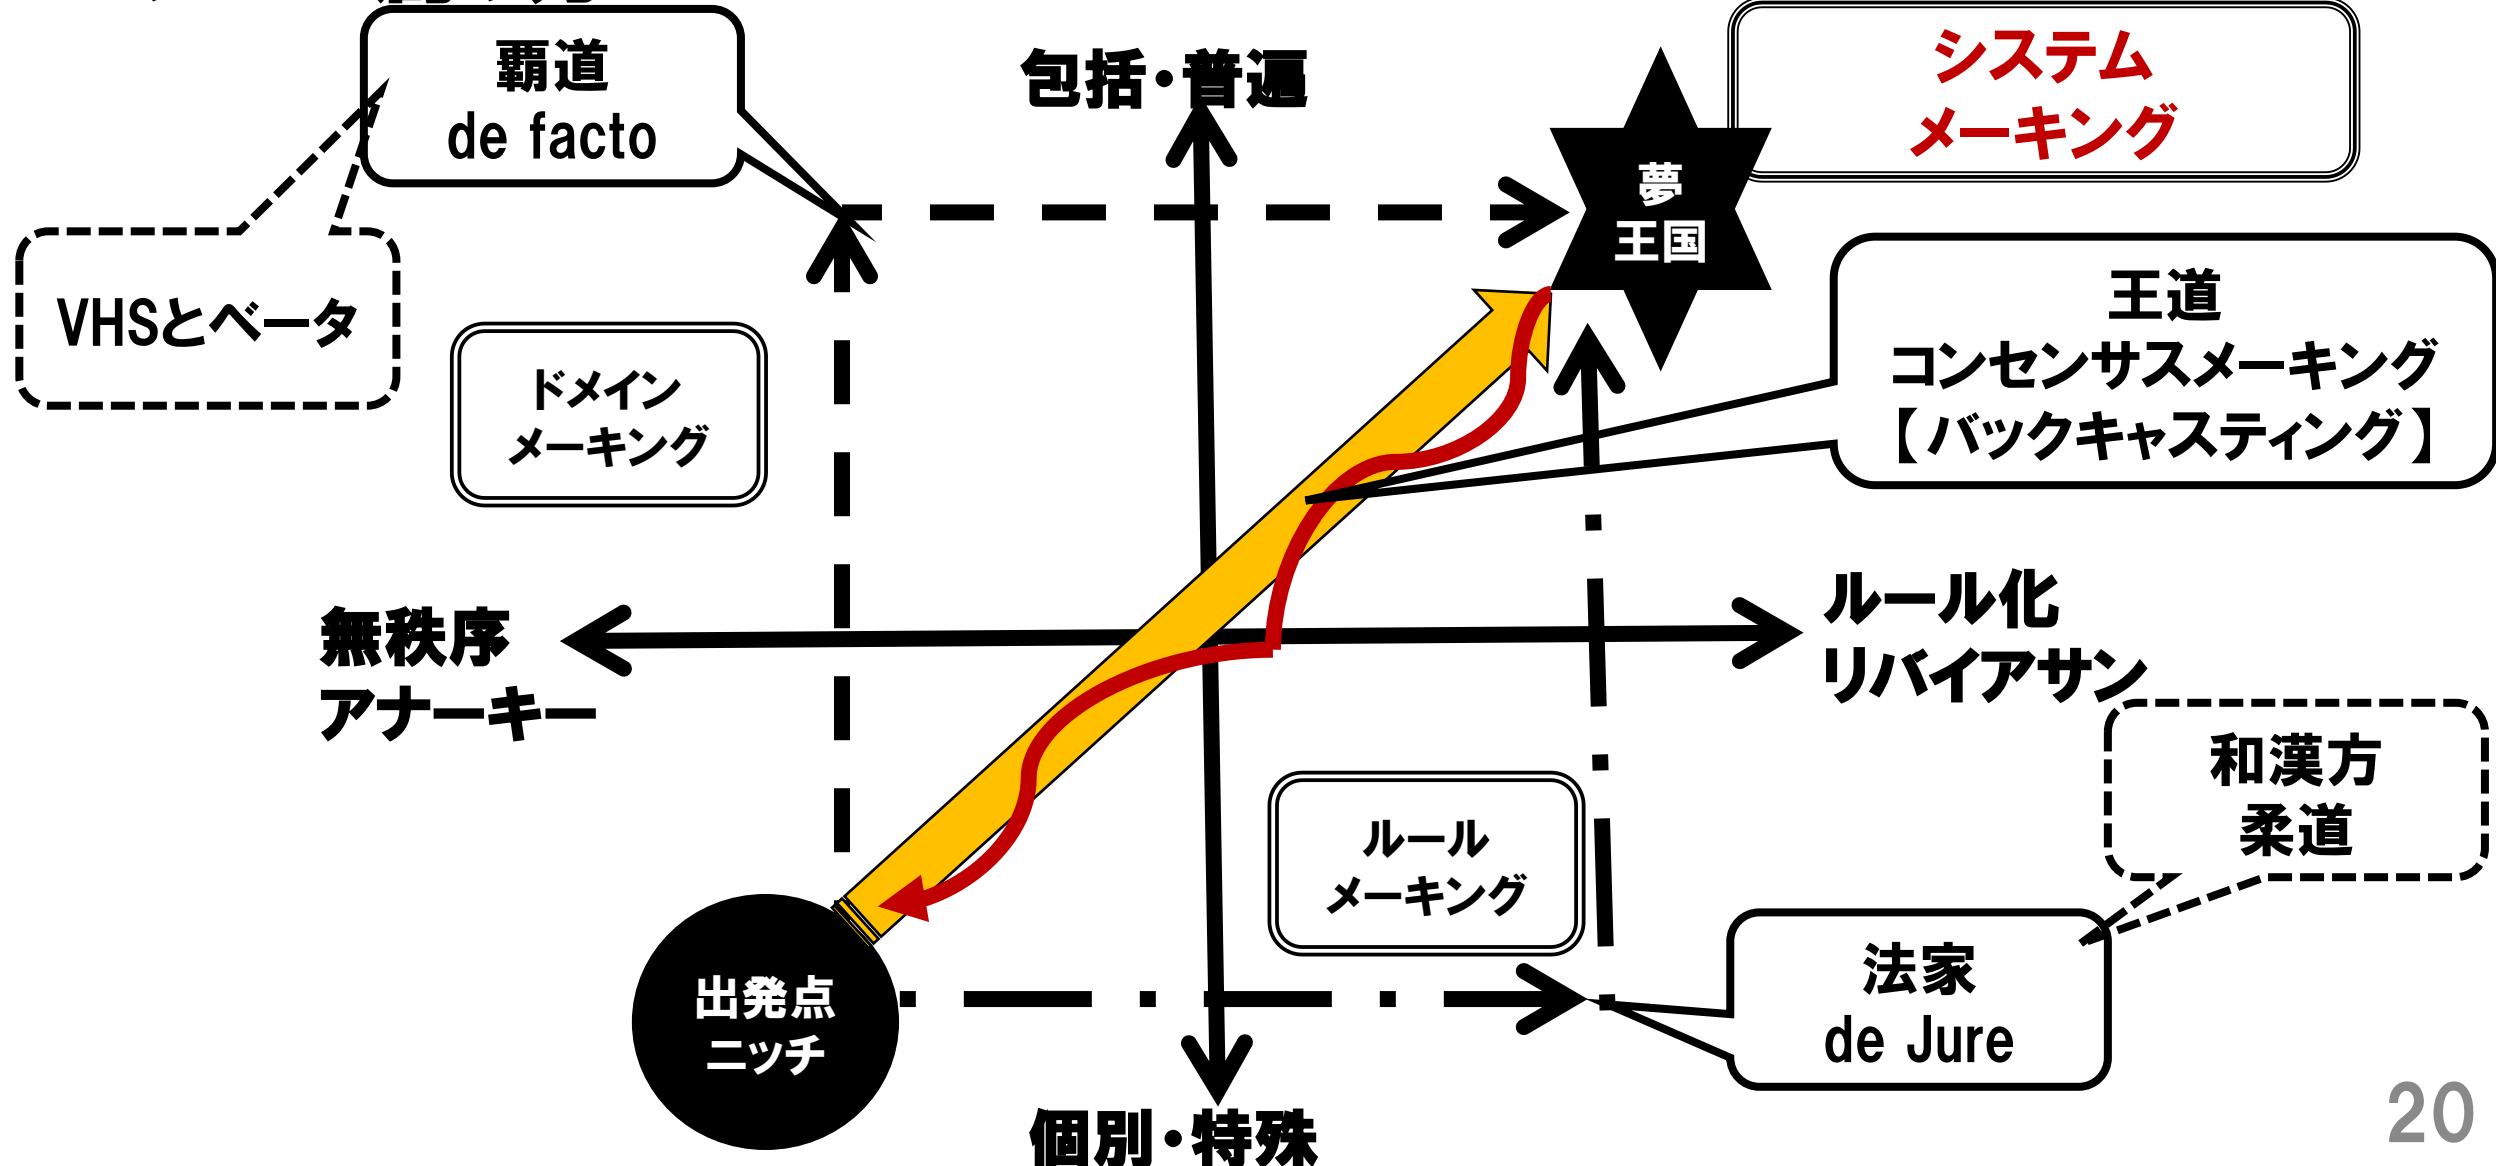 覇道
de facto
包括・普遍
システム
メーキング
夢
王国
VHSとベータ
王道
コンセンサスメーキング
【バックキャスティング】
ドメイン
メーキング
無秩序
アナーキー
ルール化
リバイアサン
和漢方
柔道
ルール
メーキング
法家
de Jure
出発点
ニッチ
個別・特殊
20